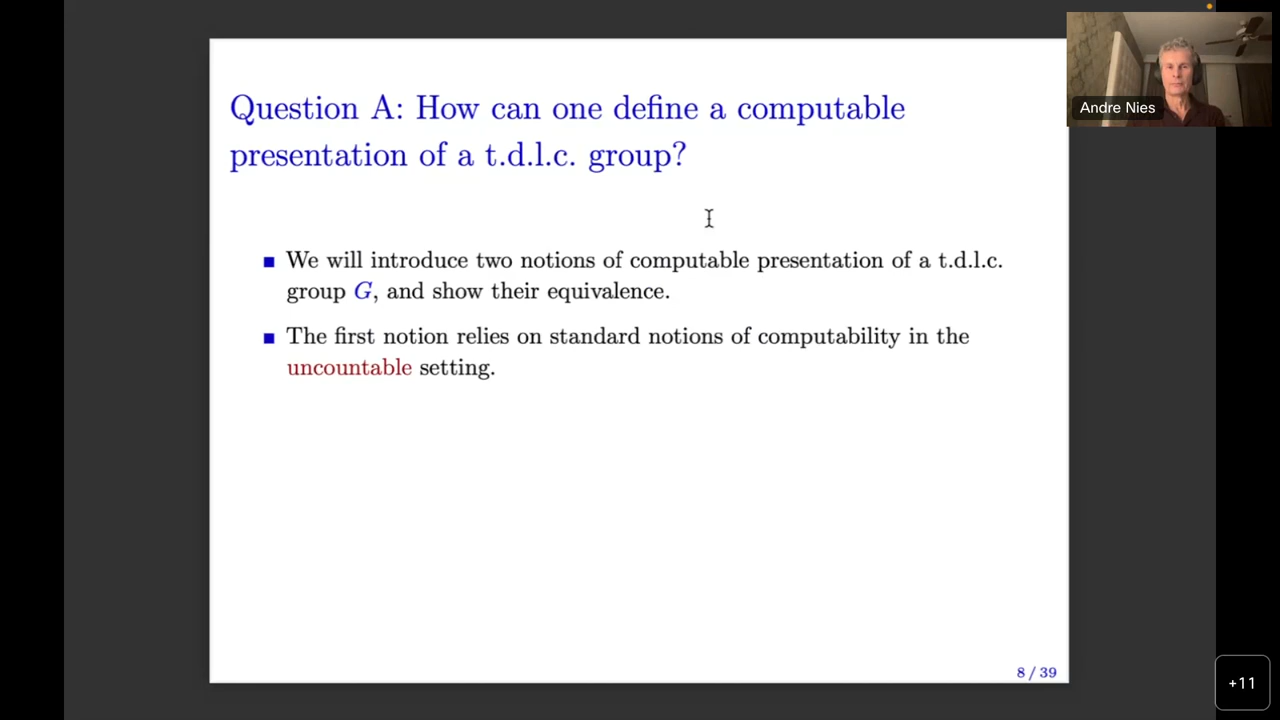 Question A: How can one define a computable
presentation of a t.d.l.c. group?
■ We will introduce two notions of computable presentation of a t.d.l.c.
group G, and show their equivalence.
■ The first notion relies on standard notions of computability in the
uncountable setting.
8 / 39
Andre Nies
+11